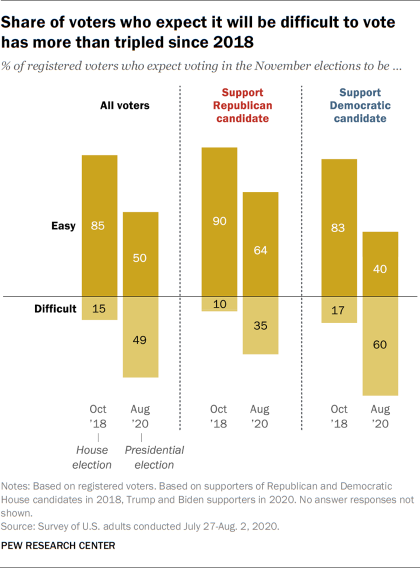 Share of voters who expect it will be difficult to vote
has more than tripled since 2018
% of registered voters who expect voting in the November elections to be ...
All voters
Support
Republican
candidate
Support
Democratic
candidate
Easy
85
50
90
64
83
40
Difficult
15
49
10
35
17
60
Oct
'18
Aug
'20
Oct
'18
Aug
'20
Oct
'18
Aug
'20
House
election
Presidential
election
Notes: Based on registered voters. Based on supporters of Republican and Democratic
House candidates in 2018, Trump and Biden supporters in 2020. No answer responses not
shown.
Source: Survey of U.S. adults conducted July 27-Aug. 2, 2020.
PEW RESEARCH CENTER